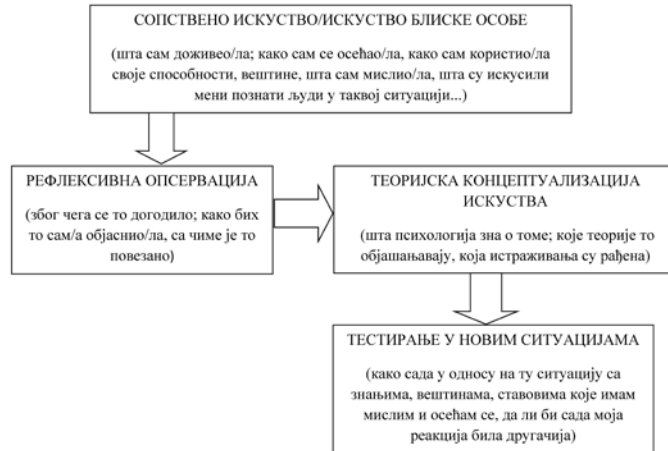 СОПСТВЕНО ИСКУСТВО/ИСКУСТВО БЛИСКЕ ОСОБЕ
(шта сам доживео/ла; како сам се осећао/ла, како сам користио/ла
своје способности, вештине, шта сам мислио/ла, шта су искусили
мени познати људи у таквој ситуацији...)
РЕФЛЕКСИВНА ОПСЕРВАЦИЈА
(због чега се то догодило; како бих
то сам/а објаснио/ла, са чиме је то
повезано)
ТЕОРИЈСКА КОНЦЕПТУАЛИЗАЦИЈА
ИСКУСТВА
(шта психологија зна о томе; које теорије то
објашањавају, која истраживања су рађена)
ТЕСТИРАЊЕ У НОВИМ СИТУАЦИЈАМА
(како сада у односу на ту ситуацију са
знањима, вештинама, ставовима које имам
мислим и осећам се, да ли би сада моја
реакција била другачија)